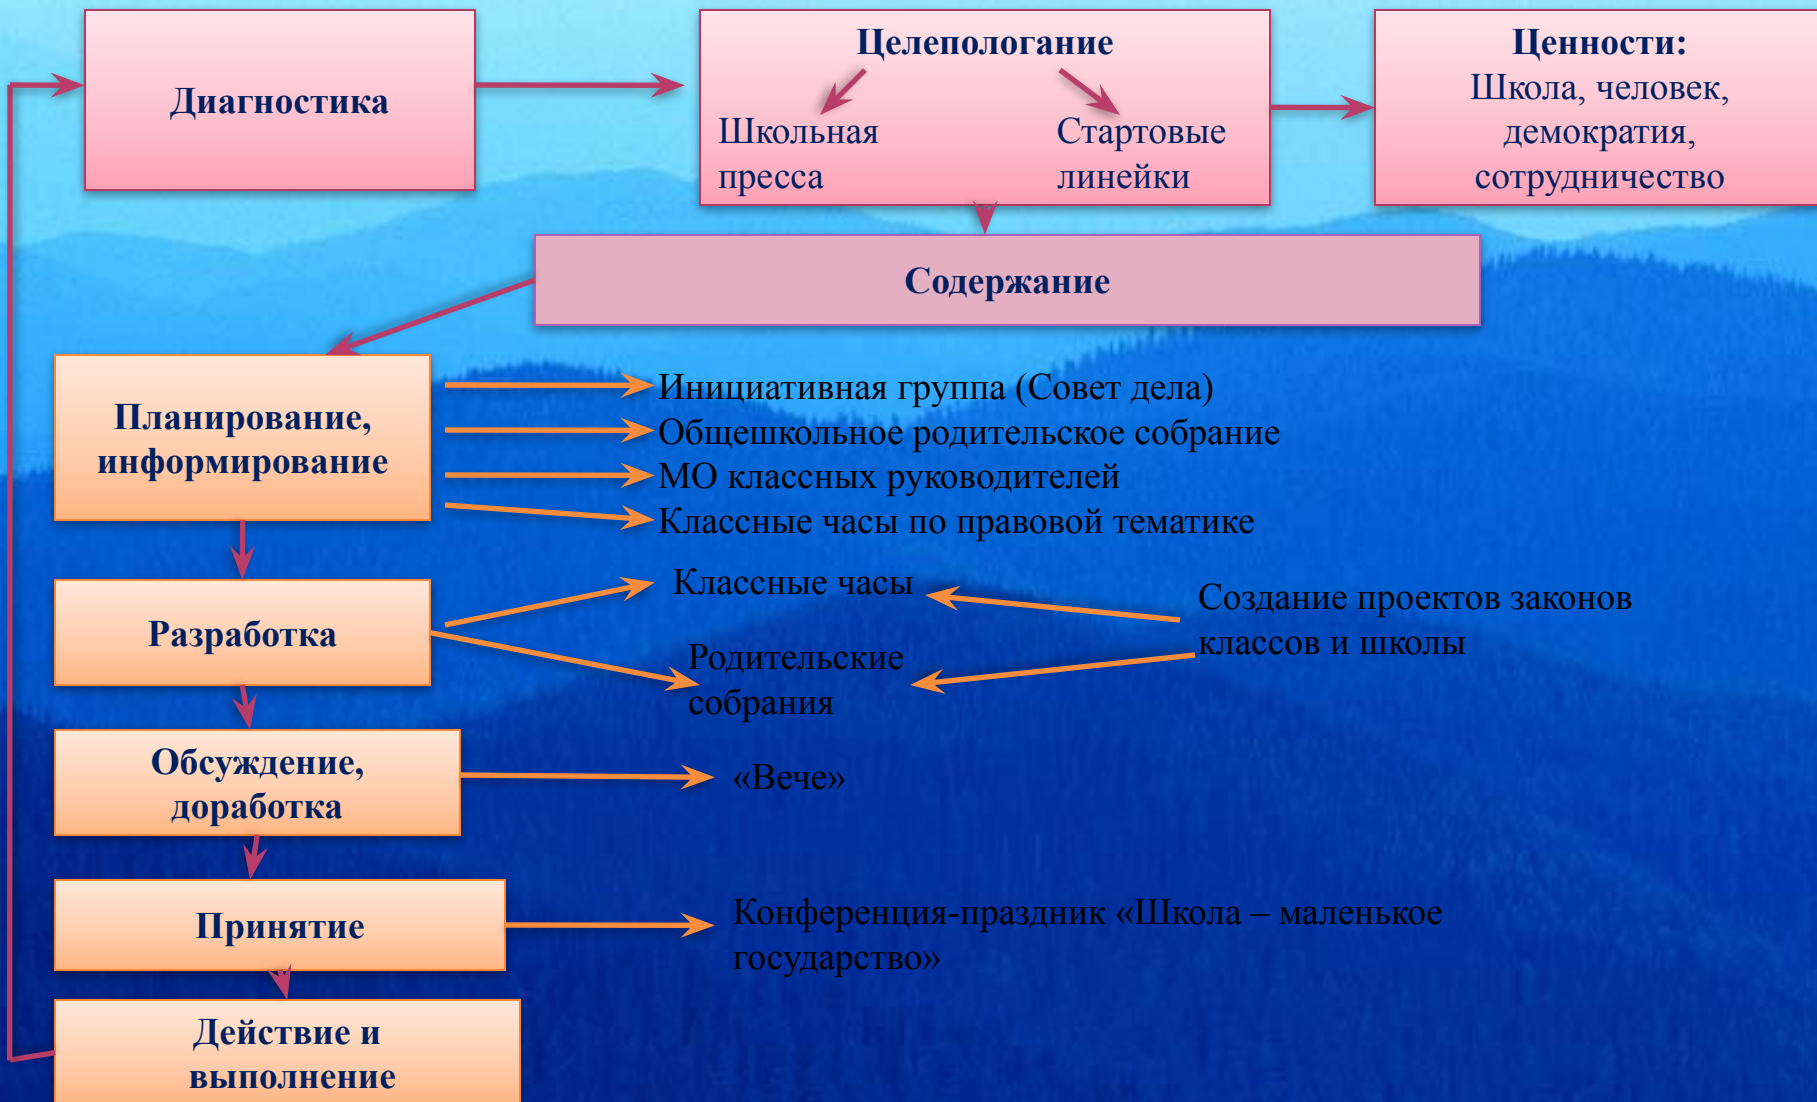 Диагностика
Целепологание
Школьная
пресса
Стартовые
линейки
Ценности:
Школа, человек,
демократия,
сотрудничество
Содержание
Планирование,
информирование
Инициативная группа (Совет дела)
Общешкольное родительское собрание
МО классных руководителей
Классные часы по правовой тематике
Разработка
Классные часы
Родительские
собрания
Создание проектов законов
классов и школы
Обсуждение,
доработка
«Вече»
Принятие
Конференция-праздник «Школа – маленькое
государство»
Действие и
выполнение